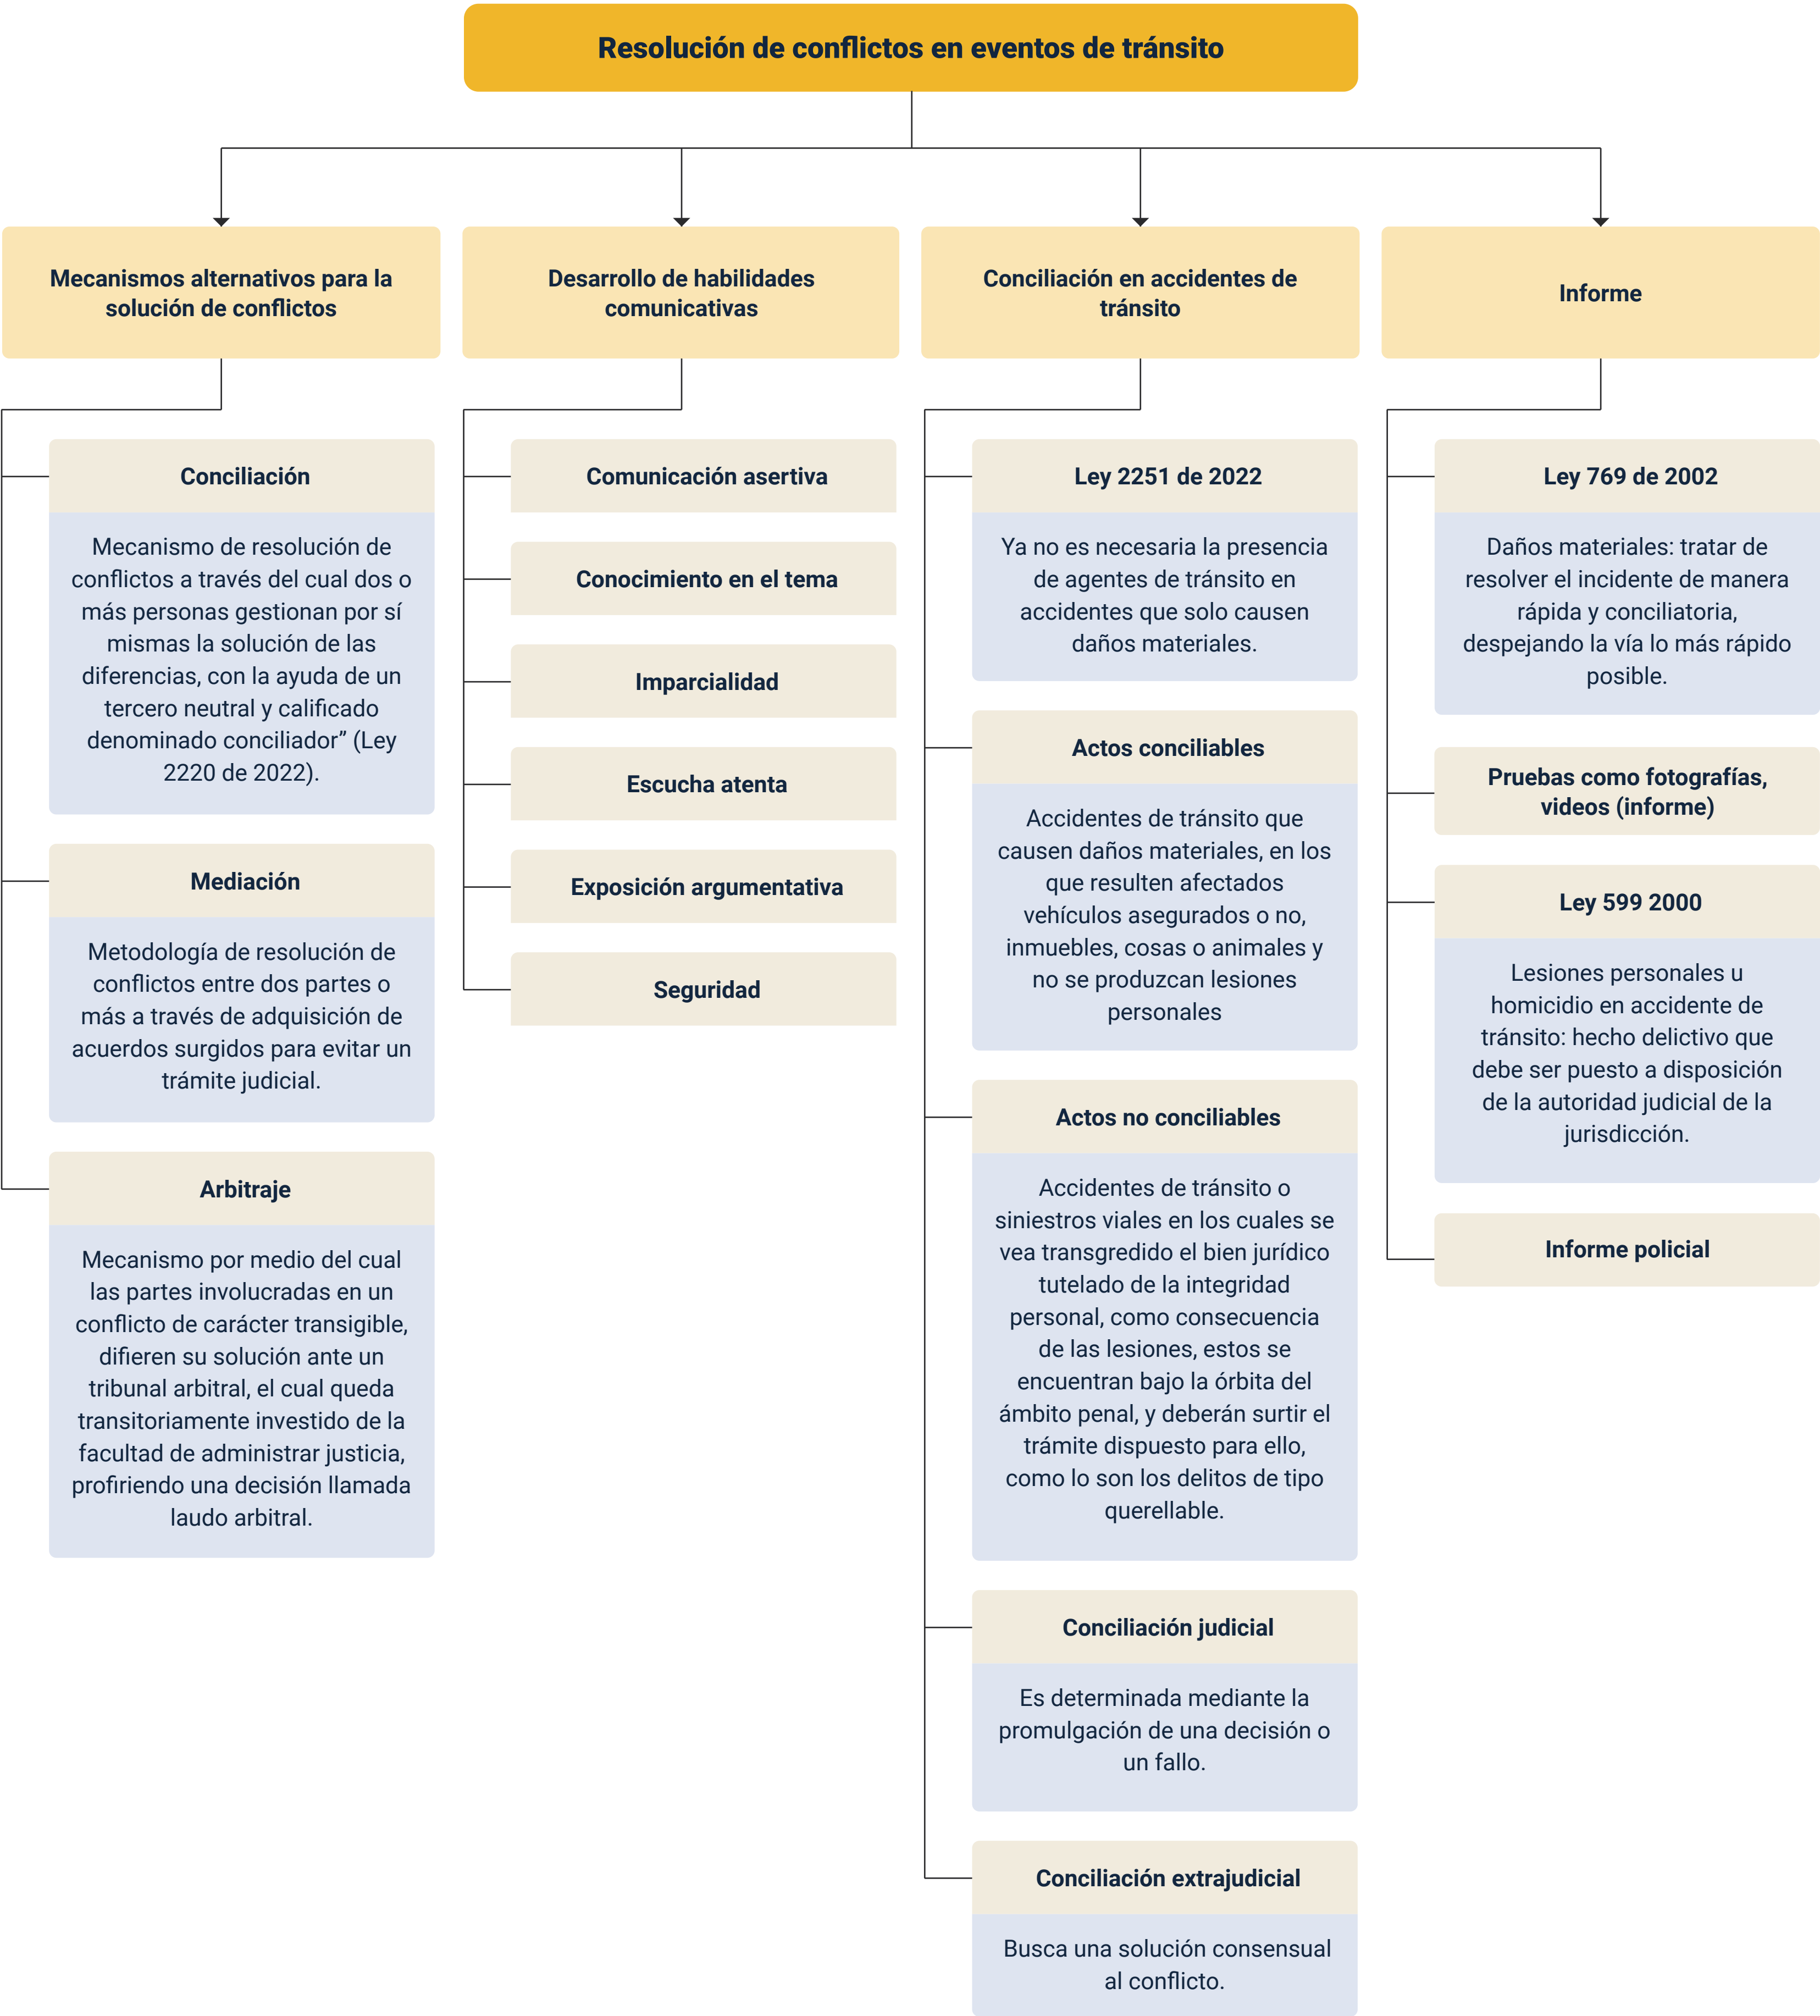 Resolución de conflictos en eventos de tránsito
Mecanismos alternativos para la
solución de conflictos
Conciliación
Mecanismo de resolución de
conflictos a través del cual dos o
más personas gestionan por sí
mismas la solución de las
diferencias, con la ayuda de un
tercero neutral y calificado
denominado conciliador” (Ley
2220 de 2022).
Mediación
Metodología de resolución de
conflictos entre dos partes o
más a través de adquisición de
acuerdos surgidos para evitar un
trámite judicial.
Arbitraje
Mecanismo por medio del cual
las partes involucradas en un
conflicto de carácter transigible,
difieren su solución ante un
tribunal arbitral, el cual queda
transitoriamente investido de la
facultad de administrar justicia,
profiriendo una decisión llamada
laudo arbitral.
Desarrollo de habilidades
comunicativas
Comunicación asertiva
Conocimiento en el tema
Imparcialidad
Escucha atenta
Exposición argumentativa
Seguridad
Conciliación en accidentes de
tránsito
Ley 2251 de 2022
Ya no es necesaria la presencia
de agentes de tránsito en
accidentes que solo causen
daños materiales.
Actos conciliables
Accidentes de tránsito que
causen daños materiales, en los
que resulten afectados
vehículos asegurados o no,
inmuebles, cosas o animales y
no se produzcan lesiones
personales
Actos no conciliables
Accidentes de tránsito o
siniestros viales en los cuales se
vea transgredido el bien jurídico
tutelado de la integridad
personal, como consecuencia
de las lesiones, estos se
encuentran bajo la órbita del
ámbito penal, y deberán surtir el
trámite dispuesto para ello,
como lo son los delitos de tipo
querellable.
Conciliación judicial
Es determinada mediante la
promulgación de una decisión o
un fallo.
Conciliación extrajudicial
Busca una solución consensual
al conflicto.
Informe
Ley 769 de 2002
Daños materiales: tratar de
resolver el incidente de manera
rápida y conciliatoria,
despejando la vía lo más rápido
posible.
Pruebas como fotografías,
videos (informe)
Ley 599 2000
Lesiones personales u
homicidio en accidente de
tránsito: hecho delictivo que
debe ser puesto a disposición
de la autoridad judicial de la
jurisdicción.
Informe policial